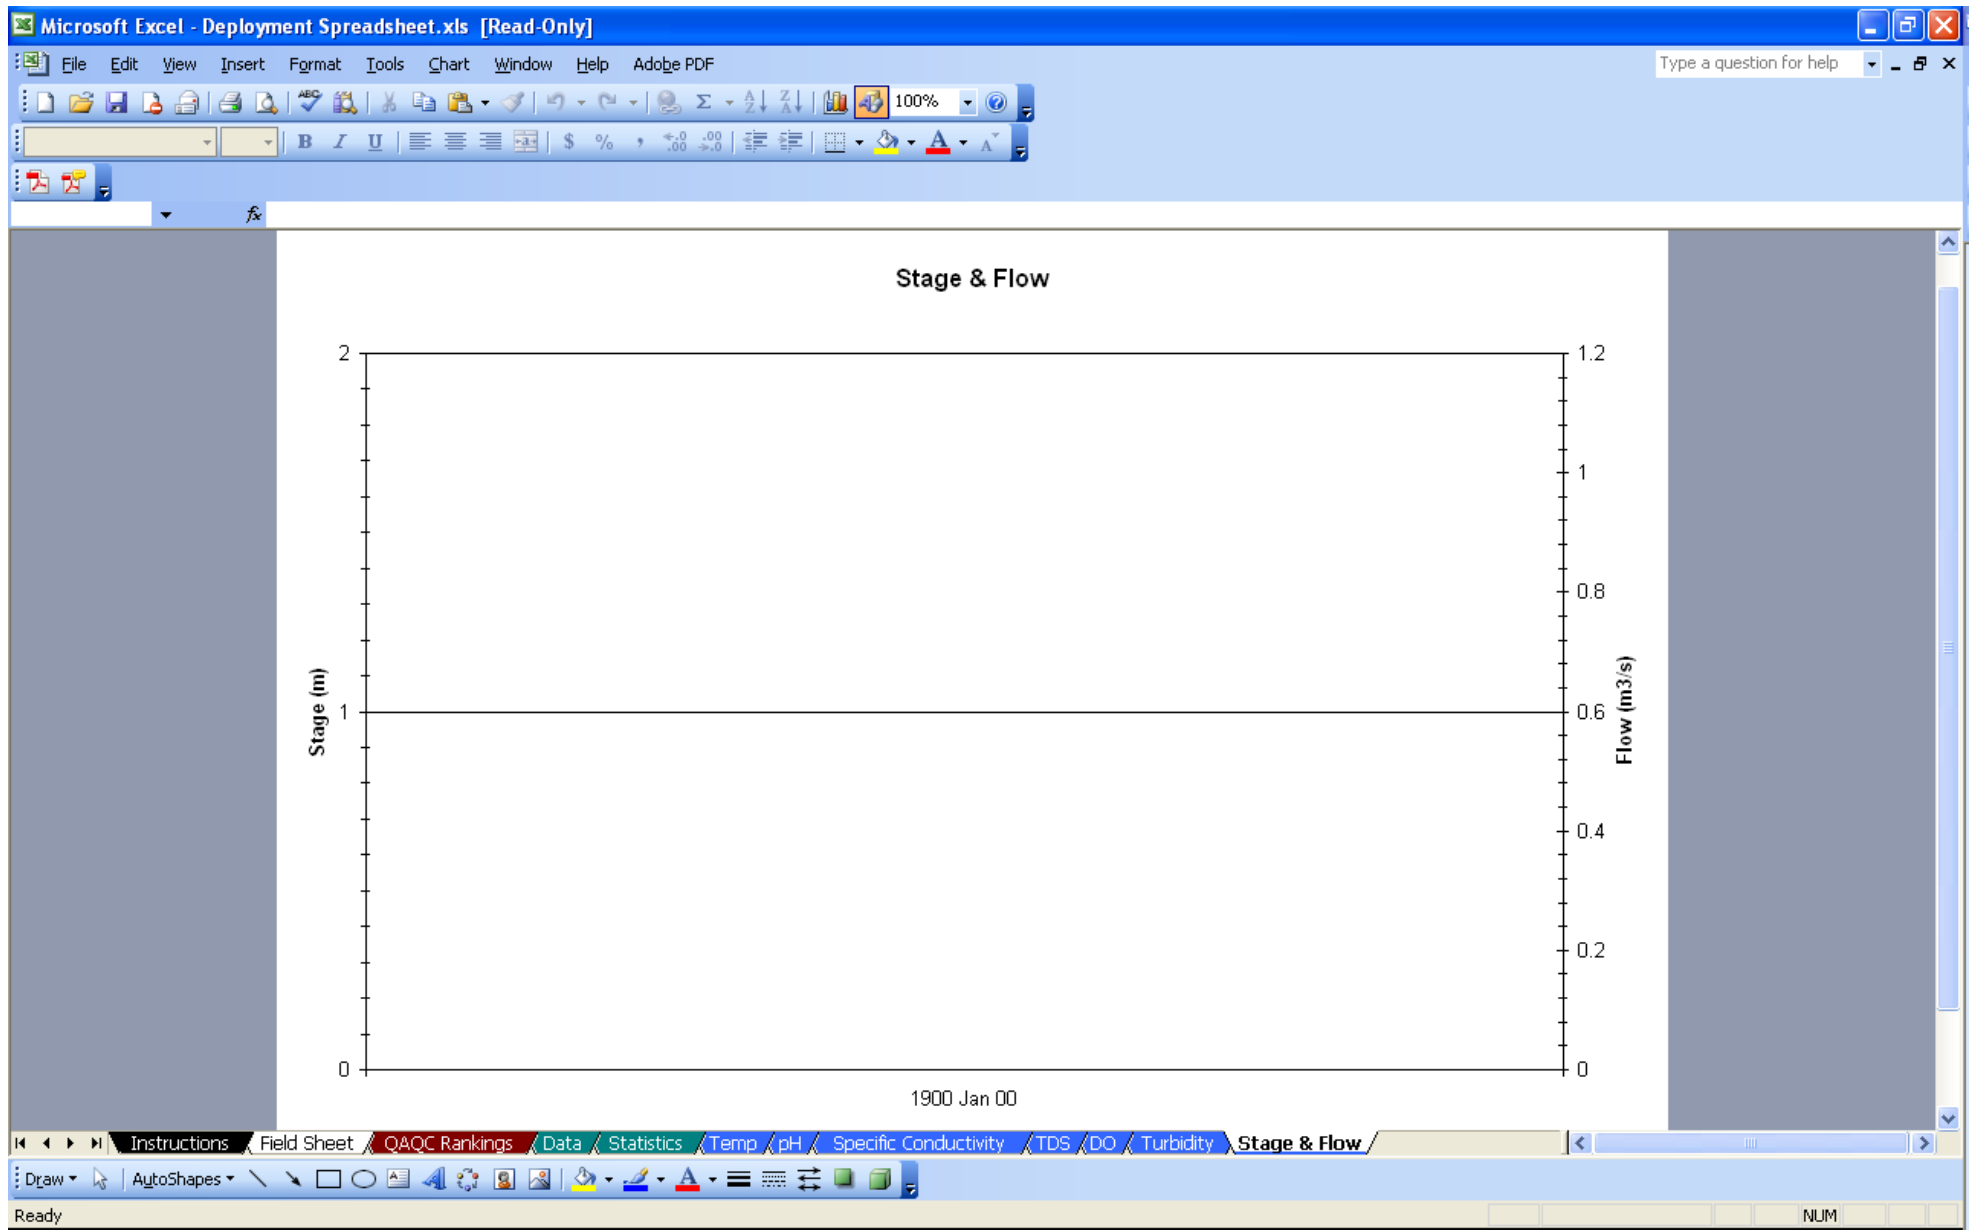 Microsoft Excel - Deployment Spreadsheet.xls [Read-Only]
File Edit View Insert Format Tools Chart Window Help Adobe PDF Type a question for help
100%
B I U $ % ,
fx
Stage & Flow
2 1.2
1
0.8
1 0.6
Stage (m)
Flow (m3/s)
0.4
0.2
0 0
1900 Jan 00
Instructions Field Sheet QAQC Rankings Data Statistics Temp pH Specific Conductivity TDS DO Turbidity Stage & Flow
Draw AutoShapes
Ready NUM